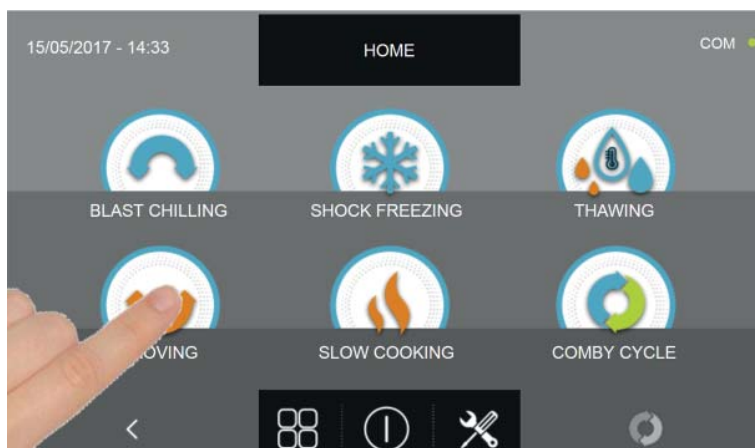 15/05/2017 - 14:33
HOME
COM
BLAST CHILLING
SHOCK FREEZING
THAWING
SLOW COOKING
COMBY CYCLE